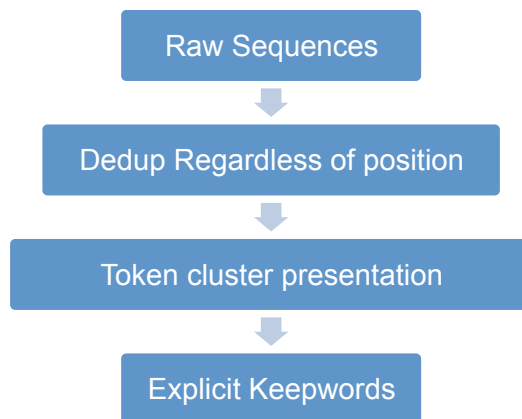 Raw Sequences
Dedup Regardless of position
Token cluster presentation
Explicit Keepwords